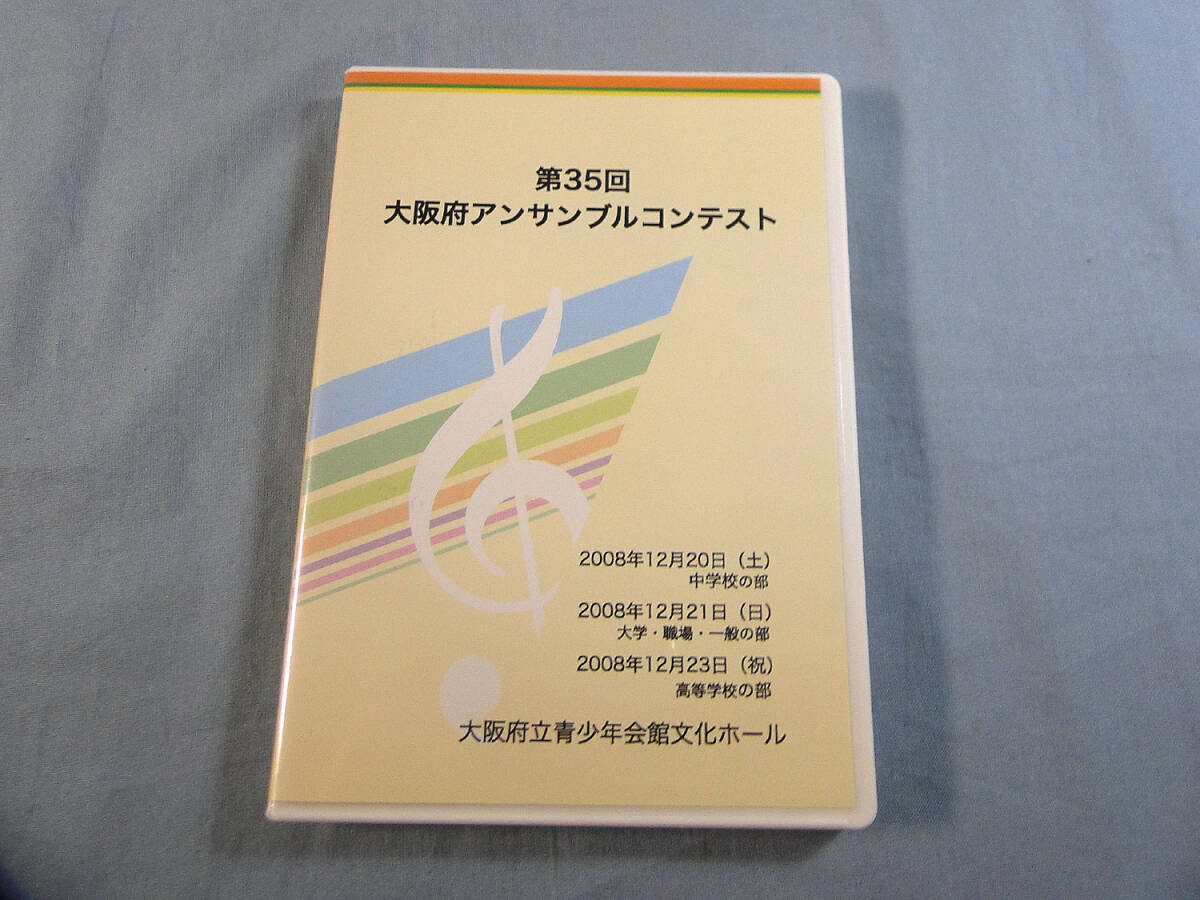 第35回
大阪府アンサンブルコンテスト
2008年12月20日（土）
中学校の部
2008年12月21日（日）
大学・職場・一般の部
2008年12月23日（祝）
高等学校の部
大阪府立青少年会館文化ホール